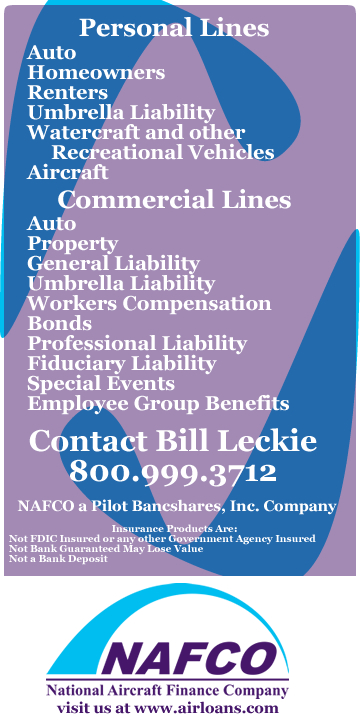 Personal Lines
Auto
Homeowners
Renters
Umbrella Liability
Watercraft and other
Recreational Vehicles
Aircraft
Commercial Lines
Auto
Property
General Liability
Umbrella Liability
Workers Compensation
Bonds
Professional Liability
Fiduciary Liability
Special Events
Employee Group Benefits
Contact Bill Leckie
800.999.3712
NAFCO a Pilot Bancshares, Inc. Company
Insurance Products Are:
Not FDIC Insured or any other Government Agency Insured
Not Bank Guaranteed May Lose Value
Not a Bank Deposit
NAFCO
National Aircraft Finance Company
visit us at www.airloans.com